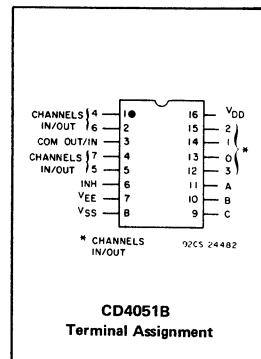 CHANNELS 4 1 16 VDD
IN/OUT 6 2 15 2
COM OUT/IN 3 14 1
CHANNELS 7 4 13 0 *
IN/OUT 5 5 12 3
INH 6 11 A
VEE 7 10 B
VSS 8 9 C
* CHANNELS
IN/OUT
92CS 24482
CD4051B
Terminal Assignment